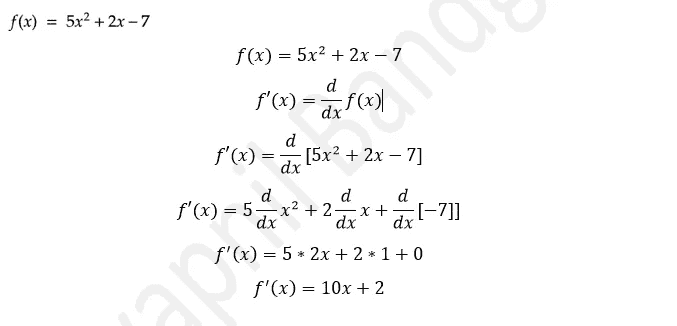 f(x) = 5x² + 2x – 7
f(x) = 5x² + 2x − 7
f′(x) = d/dx f(x)
f′(x) = d/dx [5x² + 2x − 7]
f′(x) = 5 d/dx x² + 2 d/dx x + d/dx [−7]]
f′(x) = 5 * 2x + 2 * 1 + 0
f′(x) = 10x + 2